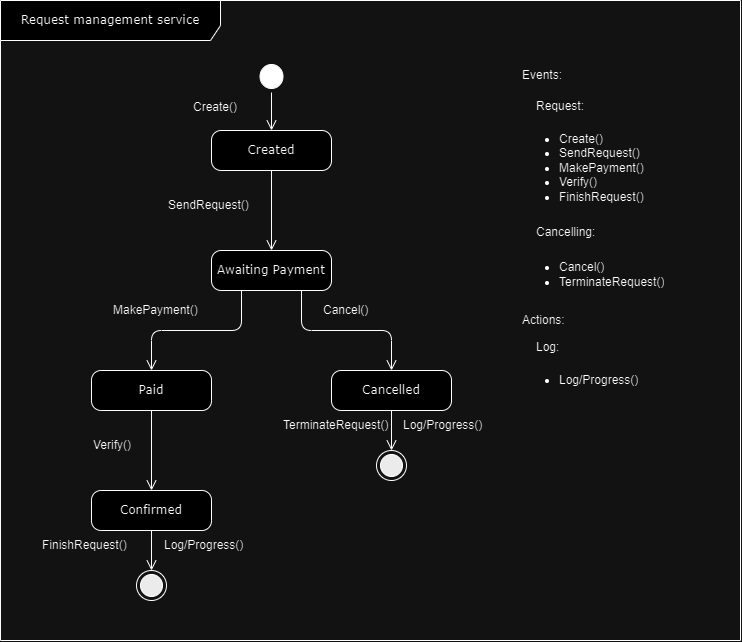 Request management service
Create()
Created
SendRequest()
Awaiting Payment
MakePayment()
Cancel()
Paid
Cancelled
TerminateRequest()
Log/Progress()
Verify()
Confirmed
FinishRequest()
Log/Progress()
Events:
Request:
Create()
SendRequest()
MakePayment()
Verify()
FinishRequest()
Cancelling:
Cancel()
TerminateRequest()
Actions:
Log:
Log/Progress()